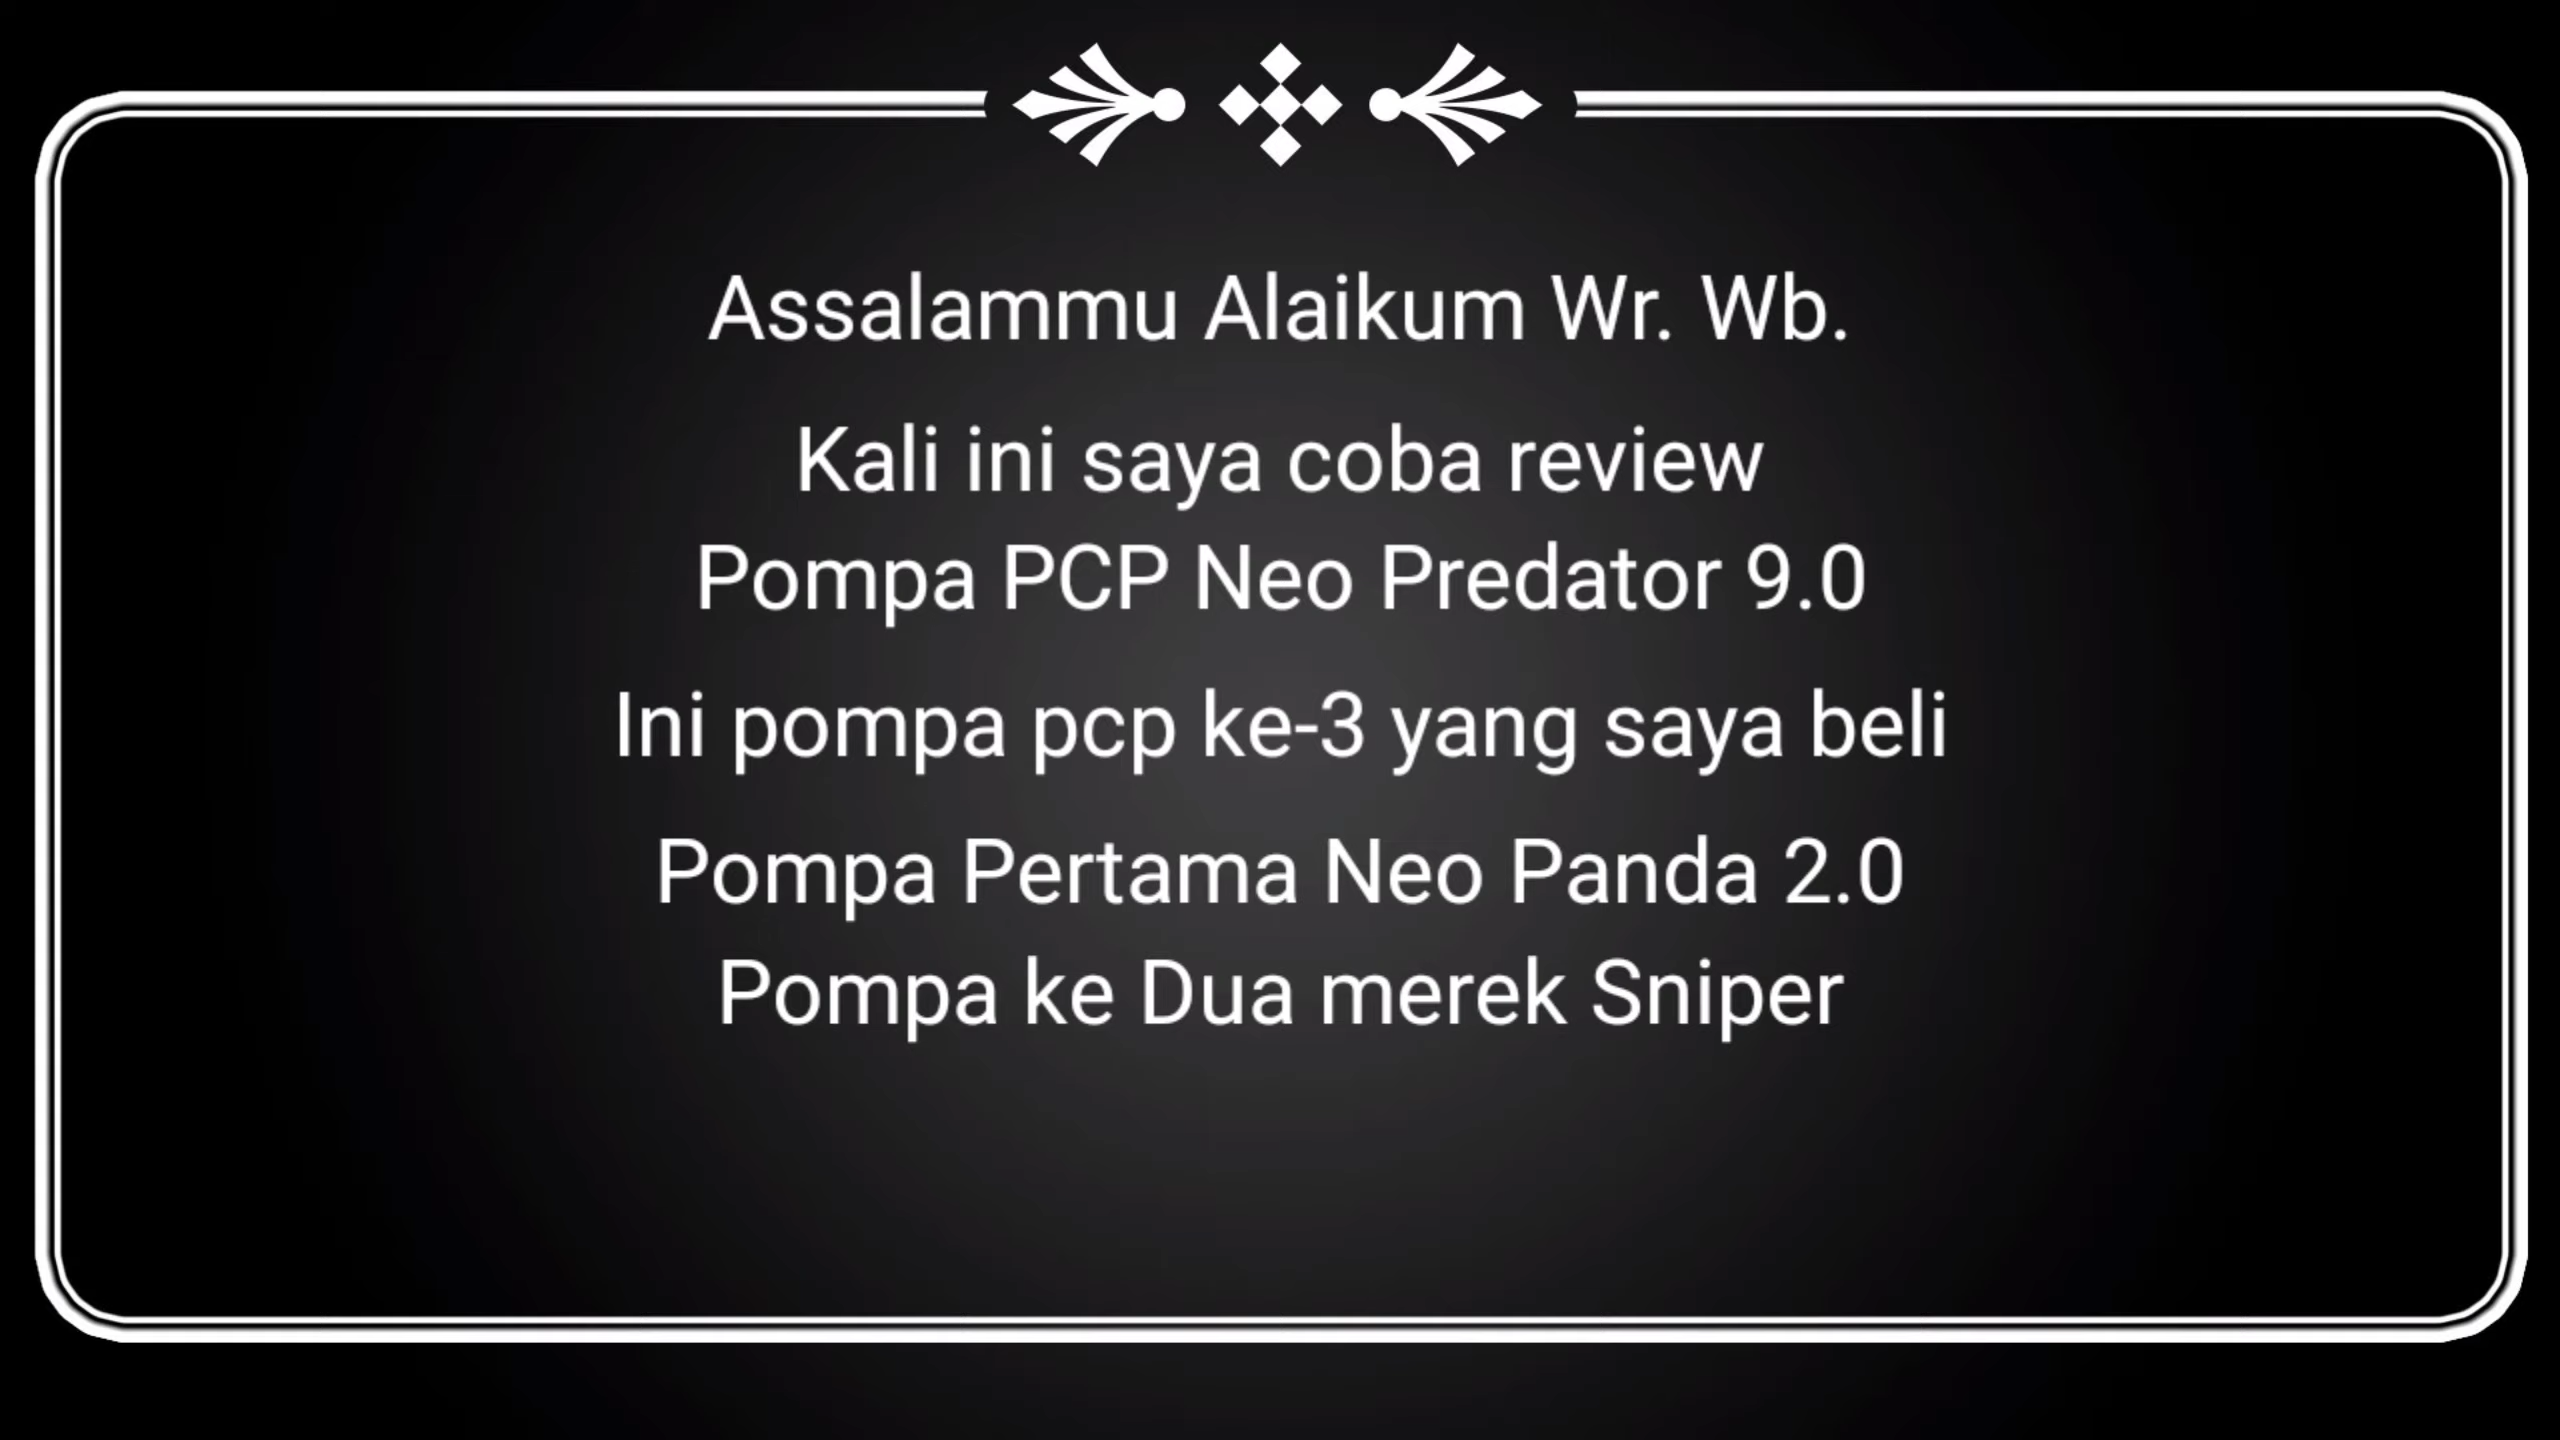 Assalammu Alaikum Wr. Wb.
Kali ini saya coba review
Pompa PCP Neo Predator 9.0
Ini pompa pcp ke-3 yang saya beli
Pompa Pertama Neo Panda 2.0
Pompa ke Dua merek Sniper